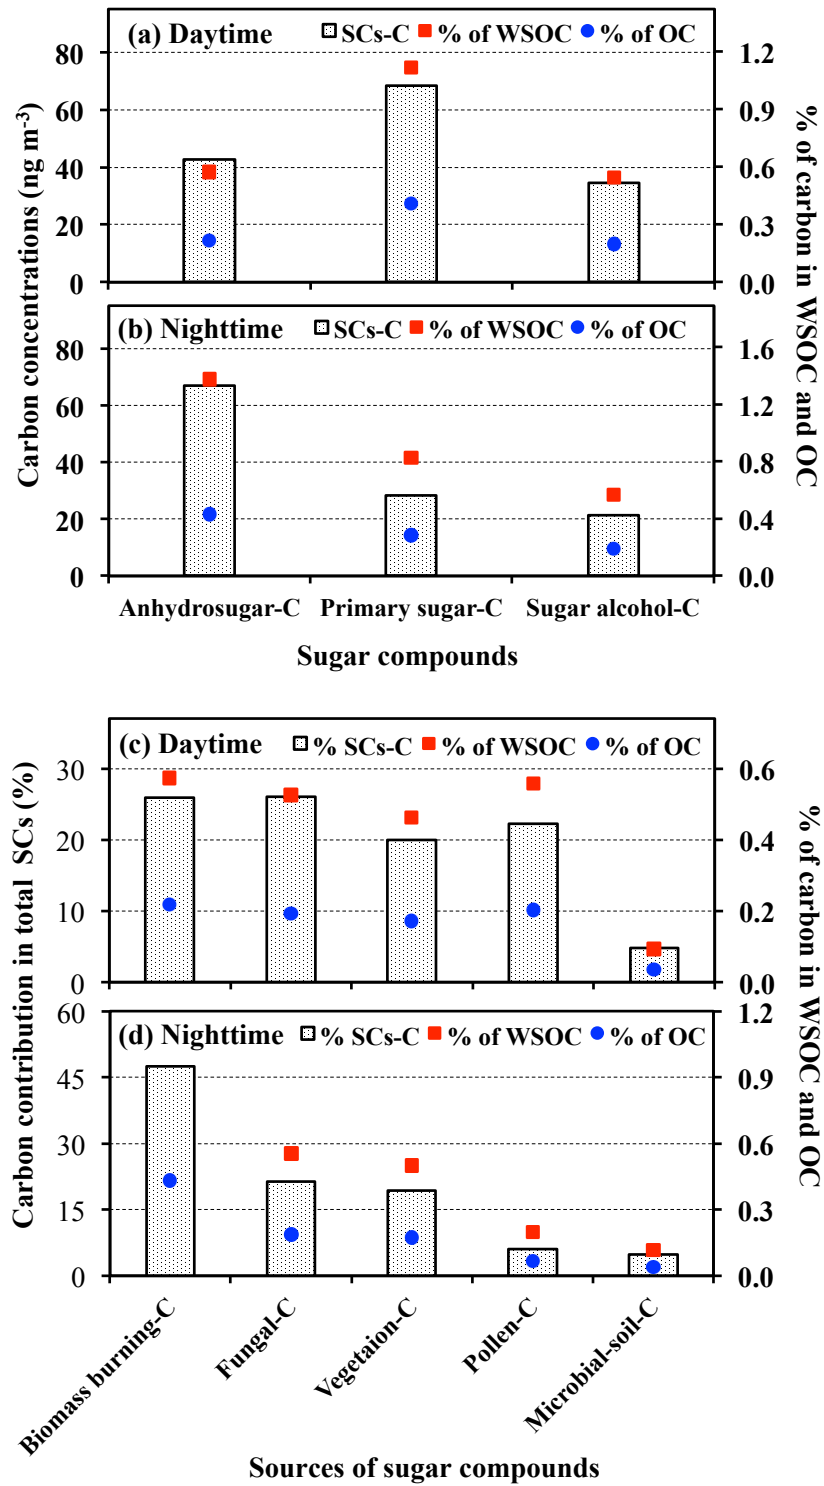 (a) Daytime
SCs-C
% of WSOC
% of OC
80
60
40
20
0
1.2
0.9
0.6
0.3
0.0
(b) Nighttime
SCs-C
% of WSOC
% of OC
80
60
40
20
0
1.6
1.2
0.8
0.4
0.0
Carbon concentrations (ng m⁻³)
% of carbon in WSOC and OC
Anhydrosugar-C
Primary sugar-C
Sugar alcohol-C
Sugar compounds
(c) Daytime
% SCs-C
% of WSOC
% of OC
30
20
10
0
0.6
0.4
0.2
0.0
(d) Nighttime
% SCs-C
% of WSOC
% of OC
60
45
30
15
0
1.2
0.9
0.6
0.3
0.0
Carbon contribution in total SCs (%)
% of carbon in WSOC and OC
Biomass burning-C
Fungal-C
Vegetaion-C
Pollen-C
Microbial-soil-C
Sources of sugar compounds